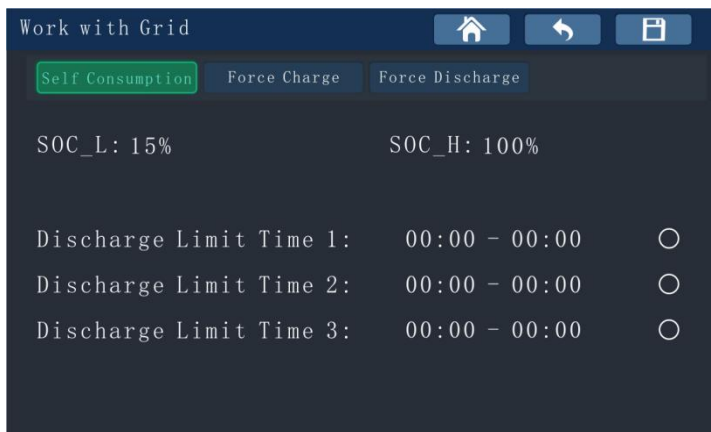 Work with Grid
Self Consumption Force Charge Force Discharge
SOC_L: 15% SOC_H: 100%
Discharge Limit Time 1: 00:00 - 00:00
Discharge Limit Time 2: 00:00 - 00:00
Discharge Limit Time 3: 00:00 - 00:00